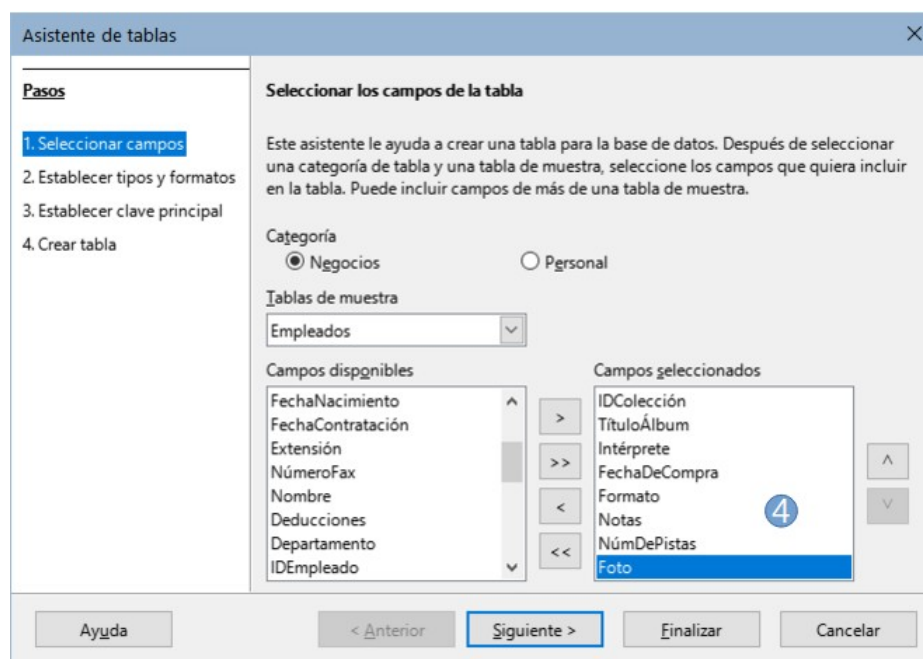 Asistente de tablas
Pasos
1. Seleccionar campos
2. Establecer tipos y formatos
3. Establecer clave principal
4. Crear tabla
Seleccionar los campos de la tabla
Este asistente le ayuda a crear una tabla para la base de datos. Después de seleccionar
una categoría de tabla y una tabla de muestra, seleccione los campos que quiera incluir
en la tabla. Puede incluir campos de más de una tabla de muestra.
Categoría
Negocios
Personal
Tablas de muestra
Empleados
Campos disponibles
FechaNacimiento
FechaContratación
Extensión
NúmeroFax
Nombre
Deducciones
Departamento
IDEmpleado
>
>>
<
<<
Campos seleccionados
IDColección
TítuloÁlbum
Intérprete
FechaDeCompra
Formato
Notas
NúmDePistas
Foto
4
Ayuda
< Anterior
Siguiente >
Finalizar
Cancelar